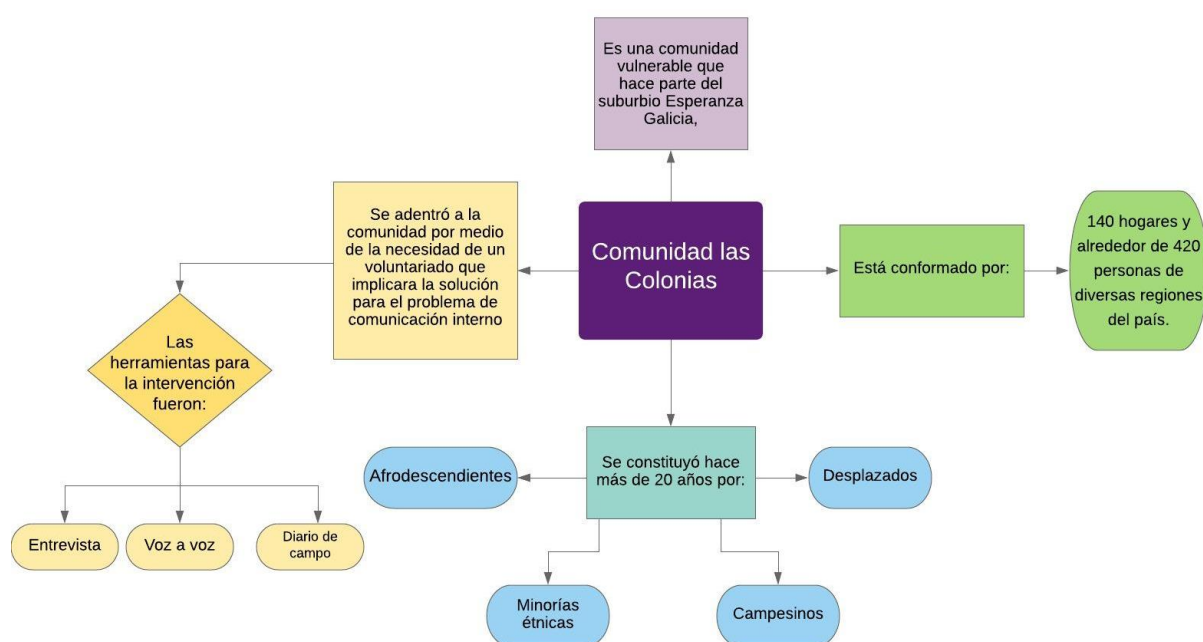 Es una comunidad
vulnerable que
hace parte del
suburbio Esperanza
Galicia,
Se adentró a la
comunidad por medio
de la necesidad de un
voluntariado que
implicara la solución
para el problema de
comunicación interno
Comunidad las
Colonias
Está conformado por:
140 hogares y
alrededor de 420
personas de
diversas regiones
del país.
Las
herramientas para
la intervención
fueron:
Entrevista
Voz a voz
Diario de
campo
Se constituyó hace
más de 20 años por:
Afrodescendientes
Desplazados
Minorías
étnicas
Campesinos